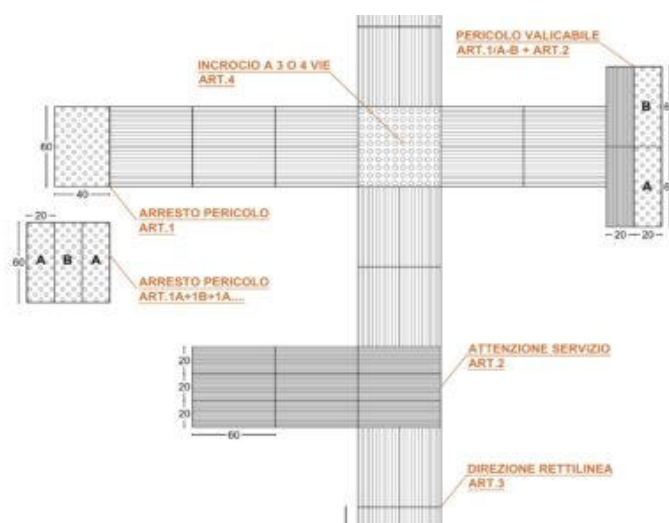 PERICOLO VALICABILE
ART.1/A-B + ART.2
INCROCIO A 3 O 4 VIE
ART.4
B
A
60
40
20 20
ARRESTO PERICOLO
ART.1
20
60
A B A
ARRESTO PERICOLO
ART.1A+1B+1A....
20
20
20
60
ATTENZIONE SERVIZIO
ART.2
DIREZIONE RETTILINEA
ART.3